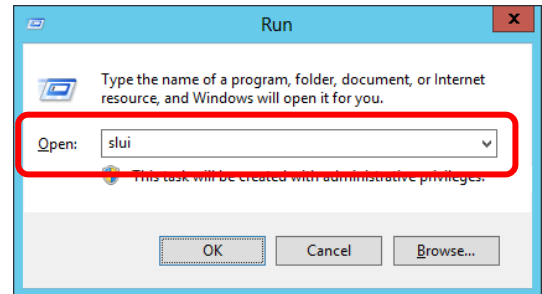 Run
x
Type the name of a program, folder, document, or Internet
resource, and Windows will open it for you.
Open: slui
This task will be created with administrative privileges.
OK Cancel Browse...